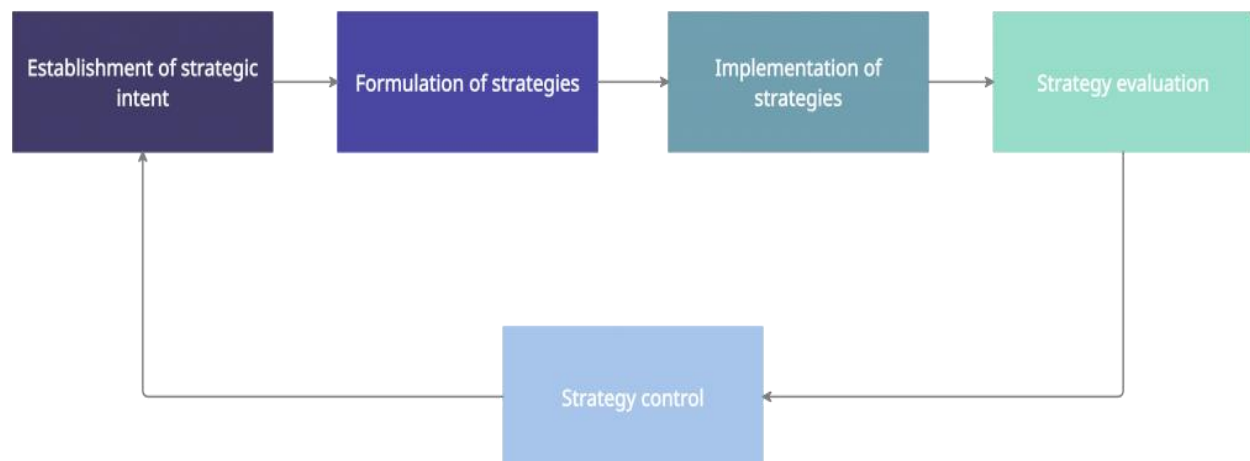 Establishment of strategic
intent
Formulation of strategies
Implementation of
strategies
Strategy evaluation
Strategy control